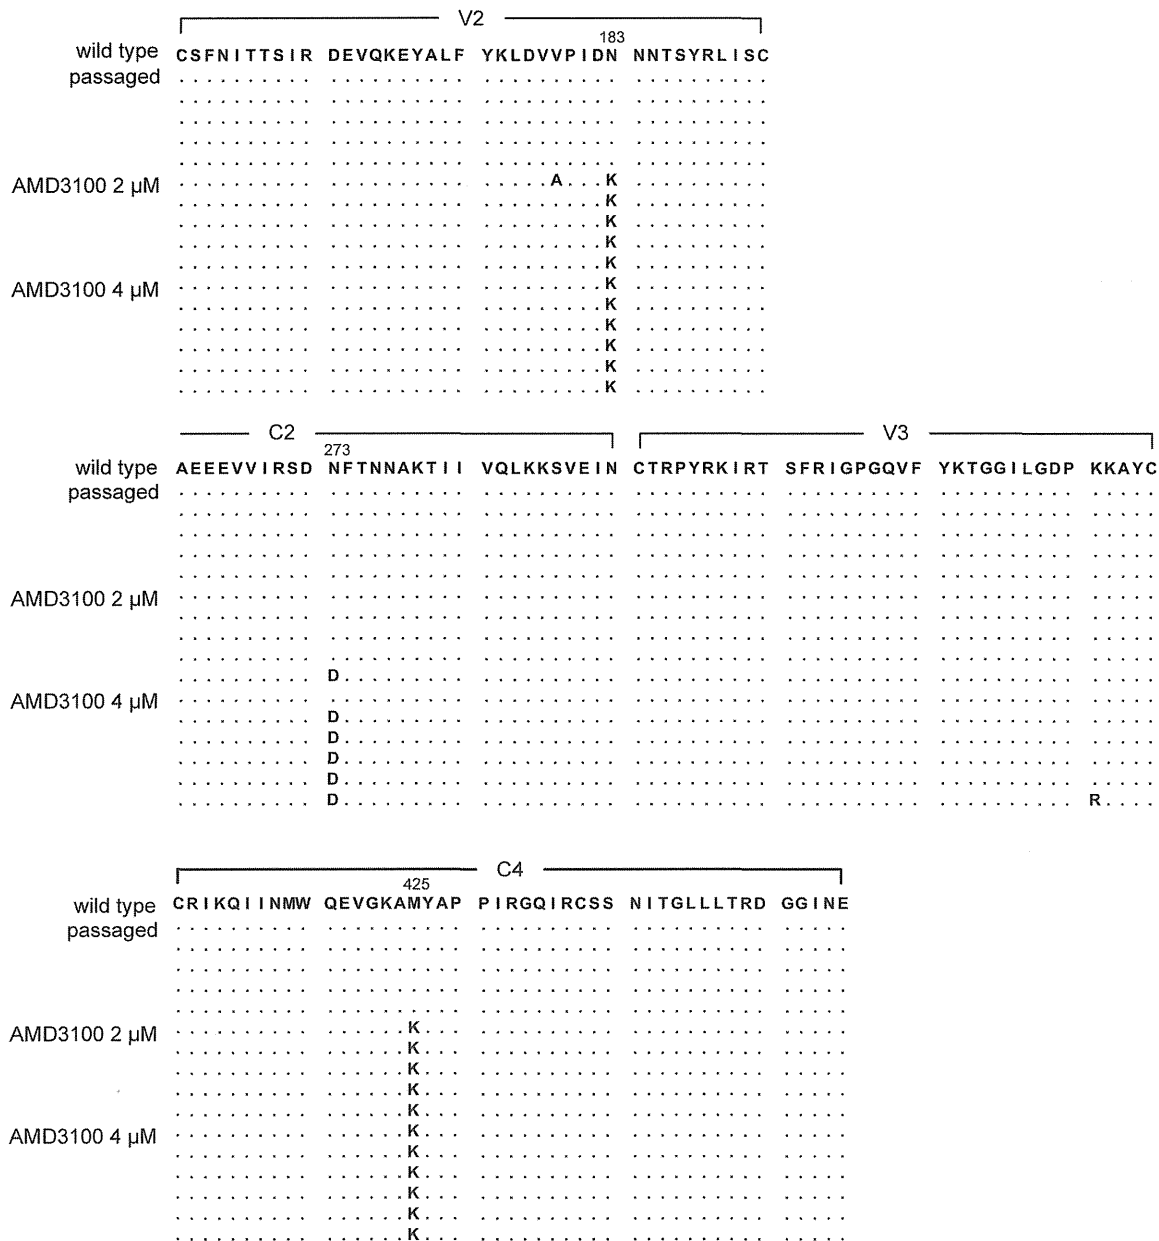 V2
183
wild type CSFNITTSIR DEVQKEYALF YKLDVVPIDN NNTSYRLISC
passaged .......... .......... .......... ..........
.......... .......... .......... ..........
.......... .......... .......... ..........
.......... .......... .......... ..........
.......... .......... .......... ..........
AMD3100 2 µM .......... .......... .....A...K ..........
.......... .......... .........K ..........
.......... .......... .........K ..........
.......... .......... .........K ..........
.......... .......... .........K ..........
AMD3100 4 µM .......... .......... .........K ..........
.......... .......... .........K ..........
.......... .......... .........K ..........
.......... .......... .........K ..........
.......... .......... .........K ..........
.......... .......... .........K ..........
C2 V3
273
wild type AEEEVVIRSD NFTNNAKTII VQLKKSVEIN CTRPYRKIRT SFRIGPGQVF YKTGGILGDP KKAYC
passaged .......... .......... .......... .......... .......... .......... .....
.......... .......... .......... .......... .......... .......... .....
.......... .......... .......... .......... .......... .......... .....
.......... .......... .......... .......... .......... .......... .....
.......... .......... .......... .......... .......... .......... .....
AMD3100 2 µM .......... .......... .......... .......... .......... .......... .....
.......... .......... .......... .......... .......... .......... .....
.......... .......... .......... .......... .......... .......... .....
.......... .......... .......... .......... .......... .......... .....
.......... D......... .......... .......... .......... .......... .....
AMD3100 4 µM .......... .......... .......... .......... .......... .......... .....
.......... D......... .......... .......... .......... .......... .....
.......... D......... .......... .......... .......... .......... .....
.......... D......... .......... .......... .......... .......... .....
.......... D......... .......... .......... .......... .......... .....
.......... D......... .......... .......... .......... .......... R....
C4
425
wild type CRIKQIINMW QEVGKAMYAP PIRGQIRCSS NITGLLLTRD GGINE
passaged .......... .......... .......... .......... .....
.......... .......... .......... .......... .....
.......... .......... .......... .......... .....
.......... .......... .......... .......... .....
.......... .......... .......... .......... .....
AMD3100 2 µM .......... ......K... .......... .......... .....
.......... ......K... .......... .......... .....
.......... ......K... .......... .......... .....
.......... ......K... .......... .......... .....
.......... ......K... .......... .......... .....
AMD3100 4 µM .......... ......K... .......... .......... .....
.......... ......K... .......... .......... .....
.......... ......K... .......... .......... .....
.......... ......K... .......... .......... .....
.......... ......K... .......... .......... .....
.......... ......K... .......... .......... .....